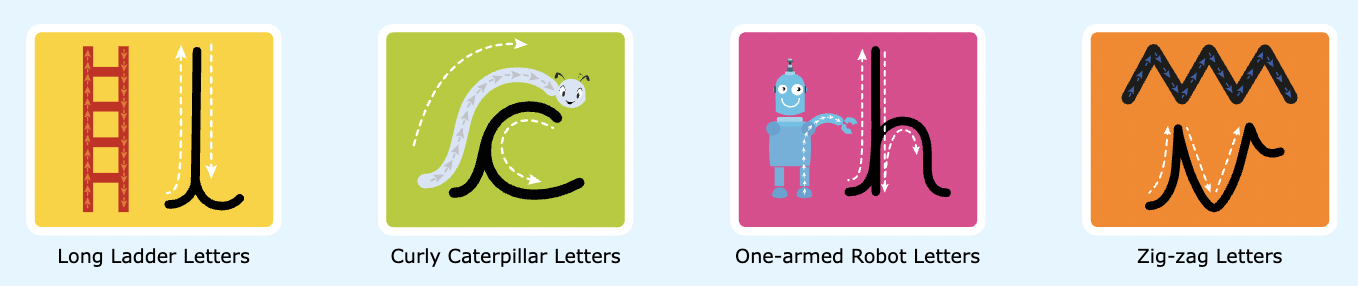 l
c
h
v
Long Ladder Letters
Curly Caterpillar Letters
One-armed Robot Letters
Zig-zag Letters